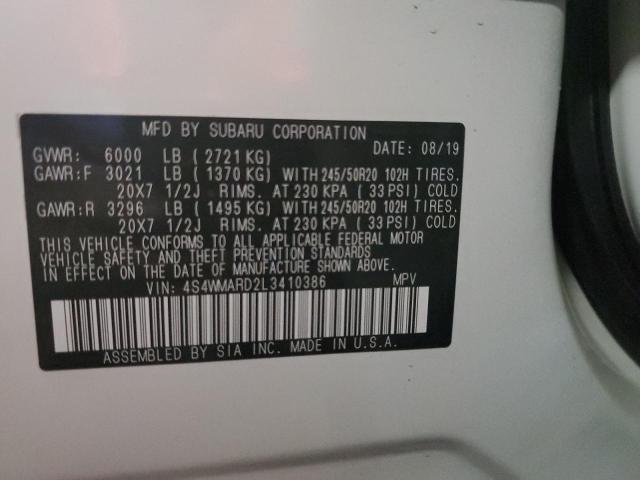 MFD BY SUBARU CORPORATION
GVWR: 6000 LB (2721 KG) DATE: 08/19
GAWR:F 3021 LB (1370 KG) WITH 245/50R20 102H TIRES,
20X7 1/2J RIMS. AT 230 KPA (33 PSI) COLD
GAWR:R 3296 LB (1495 KG) WITH 245/50R20 102H TIRES,
20X7 1/2J RIMS. AT 230 KPA (33 PSI) COLD
THIS VEHICLE CONFORMS TO ALL APPLICABLE FEDERAL MOTOR
VEHICLE SAFETY AND THEFT PREVENTION STANDARDS
IN EFFECT ON THE DATE OF MANUFACTURE SHOWN ABOVE.
VIN: 4S4WMARD2L3410386 MPV
ASSEMBLED BY SIA INC. MADE IN U.S.A.